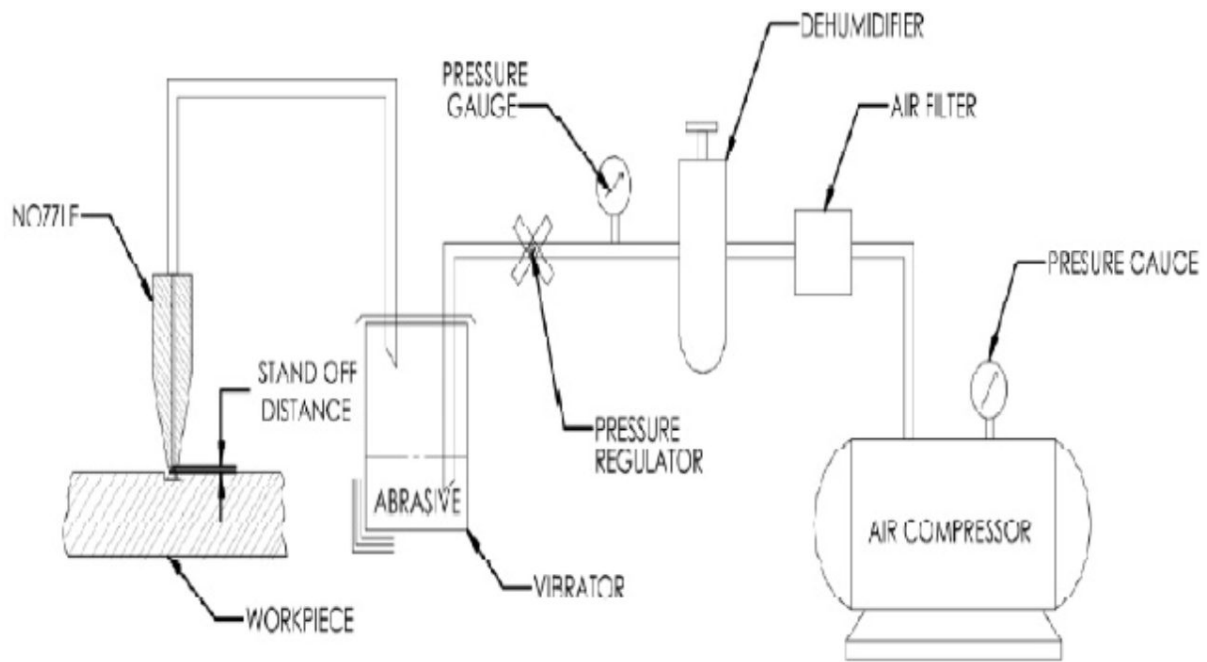 DEHUMIDIFIER
PRESSURE
GAUGE
AIR FILTER
NOZZLE
PRESURE GAUGE
STAND OFF
DISTANCE
PRESSURE
REGULATOR
ABRASIVE
AIR COMPRESSOR
VIBRATOR
WORKPIECE